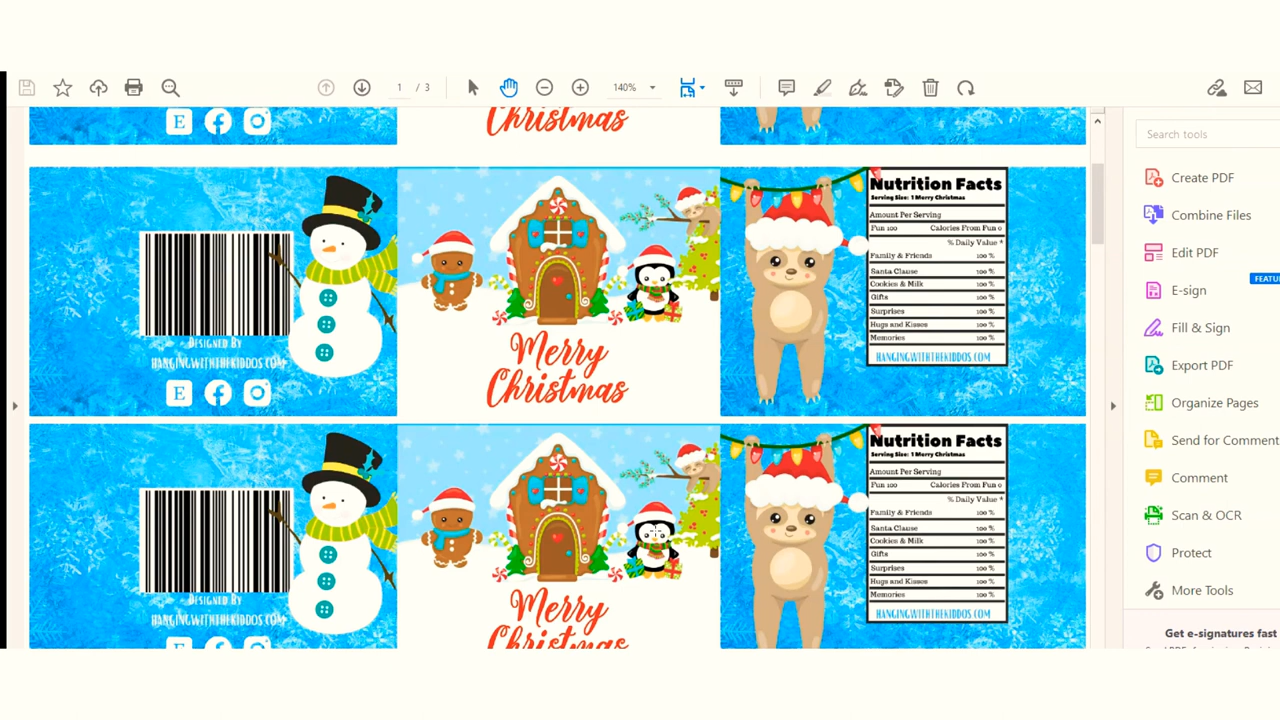 1 / 3
140%
Search tools
Create PDF
Combine Files
Edit PDF
FEATU
E-sign
Fill & Sign
Export PDF
Organize Pages
Send for Comment
Comment
Scan & OCR
Protect
More Tools
Get e-signatures fast
E
Christmas
DESIGNED BY
HANGINGWITHTHEKIDDOS.COM
E
Merry
Christmas
Nutrition Facts
Serving Size: 1 Merry Christmas
Amount Per Serving
Fun 100 Calories From Fun 0
% Daily Value *
Family & Friends 100 %
Santa Clause 100 %
Cookies & Milk 100 %
Gifts 100 %
Surprises 100 %
Hugs and Kisses 100 %
Memories 100 %
HANGINGWITHTHEKIDDOS.COM
DESIGNED BY
HANGINGWITHTHEKIDDOS.COM
Merry
Christmas
Nutrition Facts
Serving Size: 1 Merry Christmas
Amount Per Serving
Fun 100 Calories From Fun 0
% Daily Value *
Family & Friends 100 %
Santa Clause 100 %
Cookies & Milk 100 %
Gifts 100 %
Surprises 100 %
Hugs and Kisses 100 %
Memories 100 %
HANGINGWITHTHEKIDDOS.COM